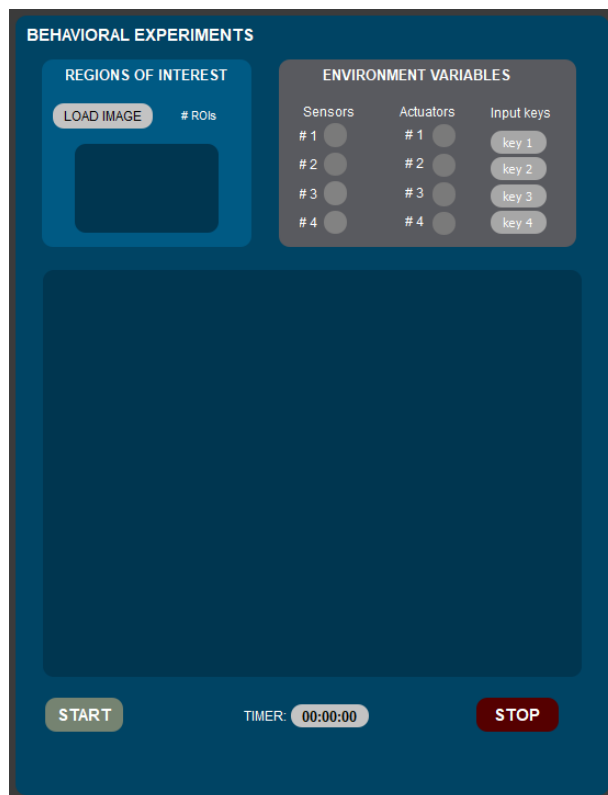 BEHAVIORAL EXPERIMENTS
REGIONS OF INTEREST
LOAD IMAGE # ROIs
ENVIRONMENT VARIABLES
Sensors Actuators Input keys
# 1 # 1 key 1
# 2 # 2 key 2
# 3 # 3 key 3
# 4 # 4 key 4
START TIMER: 00:00:00 STOP